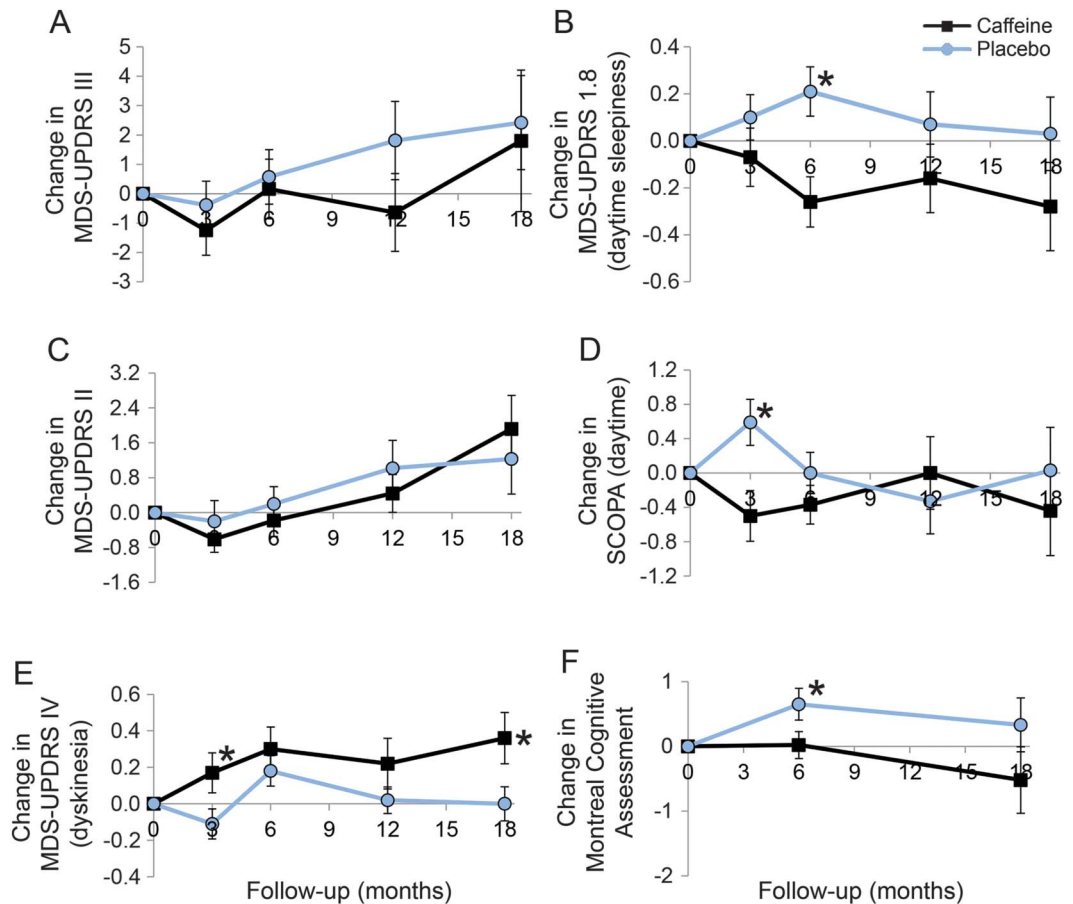 A
Change in
MDS-UPDRS III
5
4
3
2
1
0
-1
-2
-3
0 3 6 9 12 15 18
B
Caffeine
Placebo
Change in
MDS-UPDRS 1.8
(daytime sleepiness)
0.4
0.2
0.0
-0.2
-0.4
-0.6
*
0 3 6 9 12 15 18
C
Change in
MDS-UPDRS II
3.2
2.4
1.6
0.8
0.0
-0.8
-1.6
0 3 6 9 12 15 18
D
Change in
SCOPA (daytime)
1.2
0.8
0.4
0.0
-0.4
-0.8
-1.2
*
0 3 6 9 12 15 18
E
Change in
MDS-UPDRS IV
(dyskinesia)
0.6
0.4
0.2
0.0
-0.2
-0.4
* *
0 3 6 9 12 15 18
Follow-up (months)
F
Change in
Montreal Cognitive
Assessment
1
0
-1
-2
*
0 3 6 9 12 15 18
Follow-up (months)